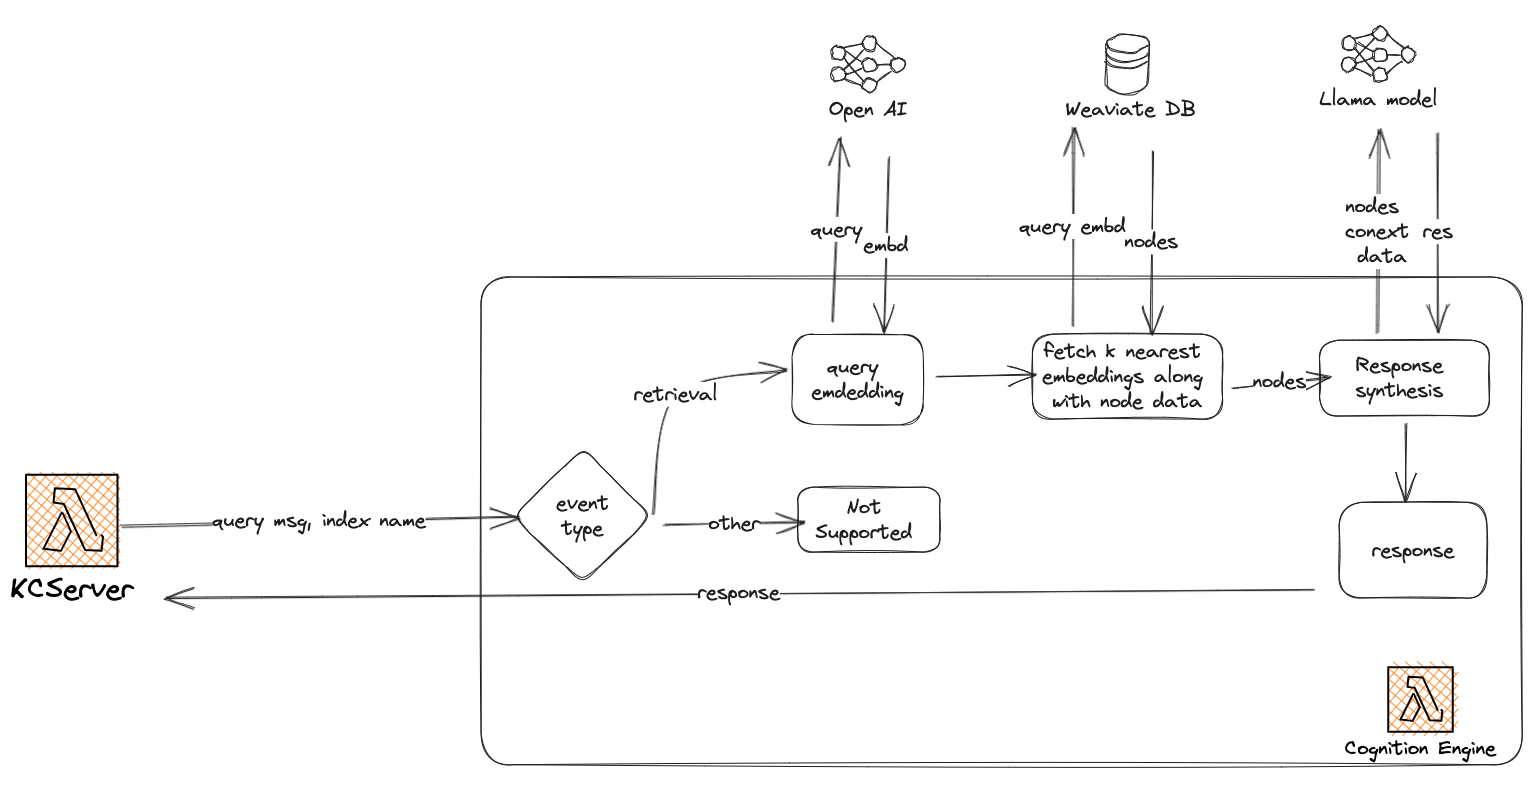 Open AI
Weaviate DB
Llama model
query
embd
query embd
nodes
nodes
conext
data
res
retrieval
query
emdedding
fetch k nearest
embeddings along
with node data
nodes
Response
synthesis
query msg, index name
event
type
other
Not
Supported
response
KCServer
response
Cognition Engine